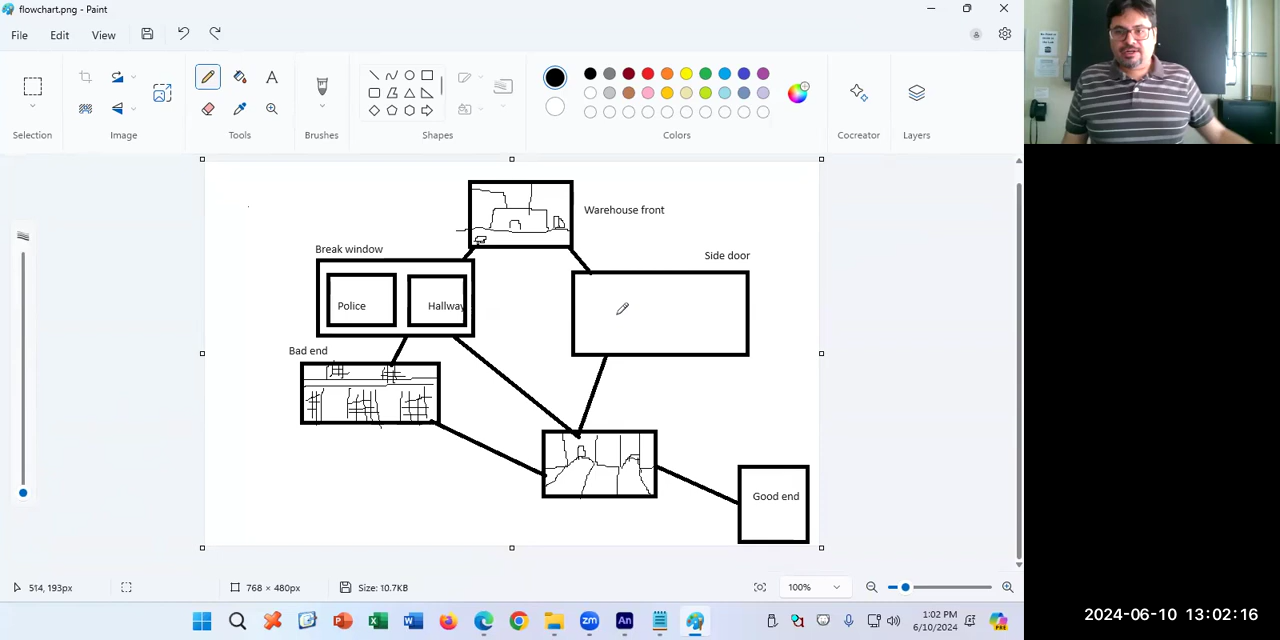 flowchart.png - Paint
File
Edit
View
Selection
Image
Tools
Brushes
Shapes
Colors
Cocreator
Layers
Warehouse front
Break window
Side door
Police
Hallway
Bad end
Good end
514, 193px
768 × 480px
Size: 10.7KB
100%
1:02 PM
6/10/2024
2024-06-10 13:02:16